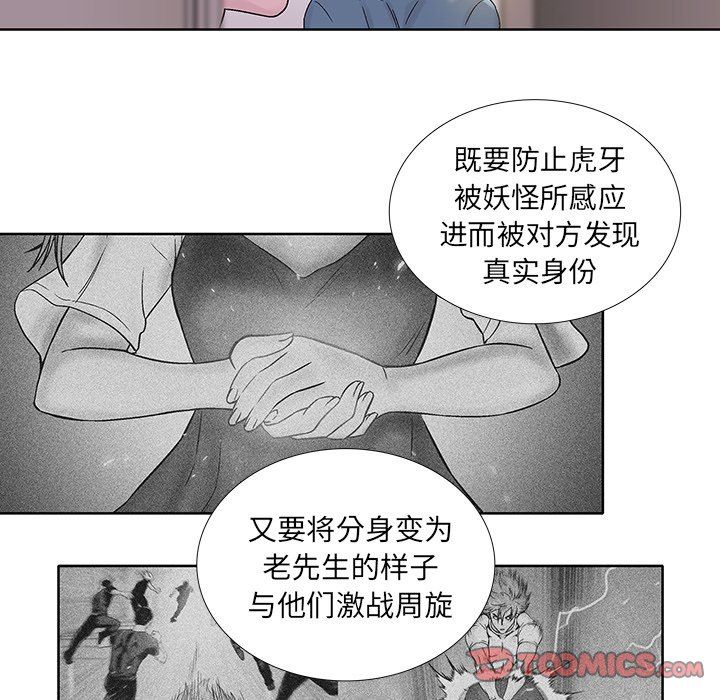 既要防止虎牙
被妖怪所感应
进而被对方发现
真实身份
又要将分身变为
老先生的样子
与他们激战周旋
TOOMICS.COM